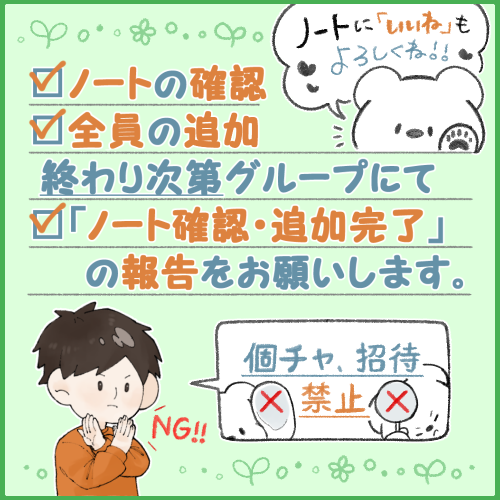 ノートに「いいね」も
よろしくね!!
ノートの確認
全員の追加
終わり次第グループにて
「ノート確認・追加完了」
の報告をお願いします。
個チャ、招待
禁止
NG!!